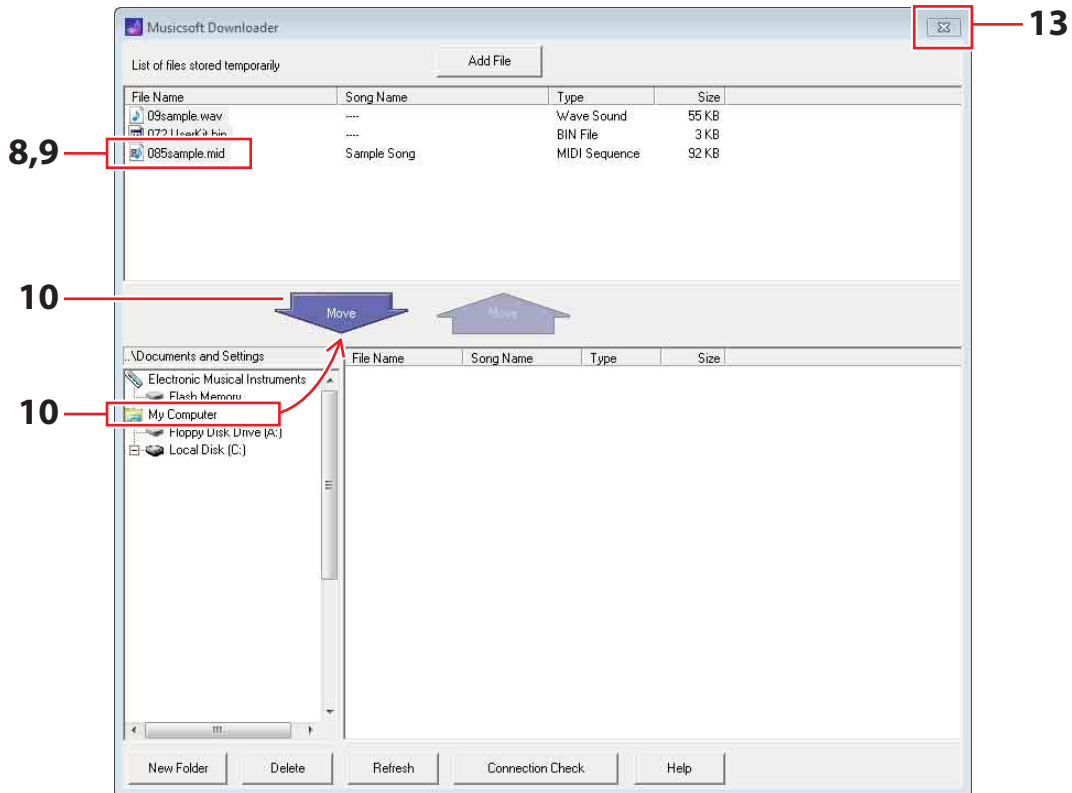 Musicsoft Downloader
13
List of files stored temporarily
Add File
File Name Song Name Type Size
09sample.wav ---- Wave Sound 55 KB
072UserKit.bin ---- BIN File 3 KB
8,9
085sample.mid Sample Song MIDI Sequence 92 KB
10
Move Move
..\Documents and Settings
File Name Song Name Type Size
Electronic Musical Instruments
Flash Memory
10
My Computer
Floppy Disk Drive (A:)
Local Disk (C:)
New Folder Delete Refresh Connection Check Help